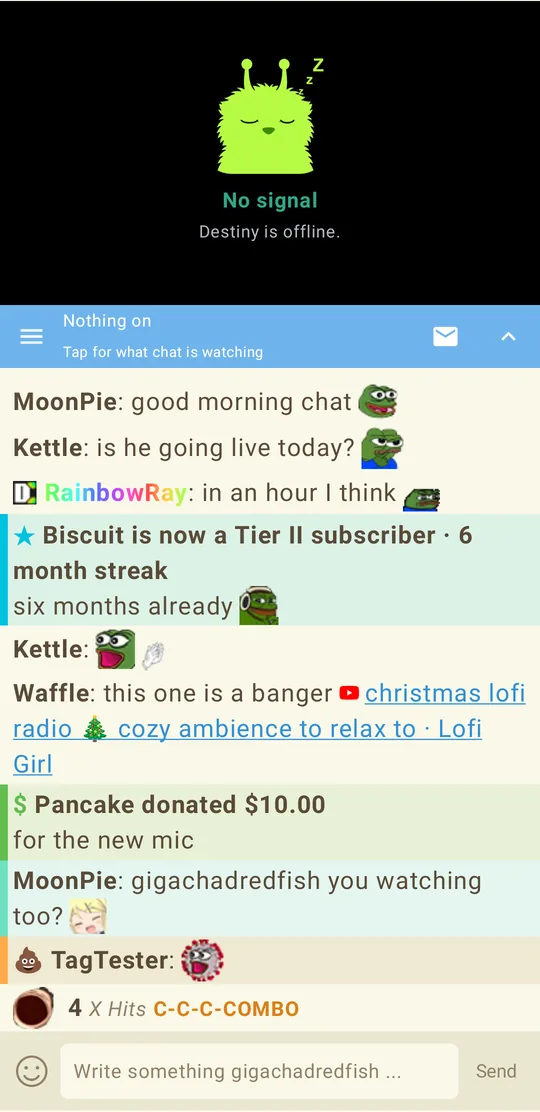 z
z
Z
No signal
Destiny is offline.
Nothing on
Tap for what chat is watching
MoonPie: good morning chat
Kettle: is he going live today?
D RainbowRay: in an hour I think
★ Biscuit is now a Tier II subscriber · 6
month streak
six months already
Kettle:
Waffle: this one is a banger christmas lofi
radio 🎄 cozy ambience to relax to · Lofi
Girl
$ Pancake donated $10.00
for the new mic
MoonPie: gigachadredfish you watching
too?
💩 TagTester:
4 X Hits C-C-C-COMBO
Write something gigachadredfish ...
Send